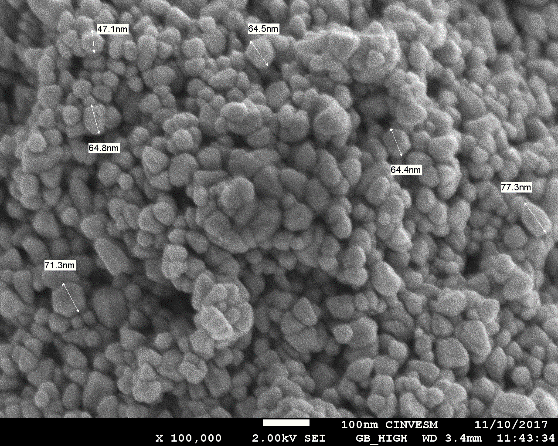 47.1nm
64.5nm
64.8nm
64.4nm
77.3nm
71.3nm
100nm CINVESM 11/10/2017
X 100,000 2.00kV SEI GB_HIGH WD 3.4mm 11:43:34